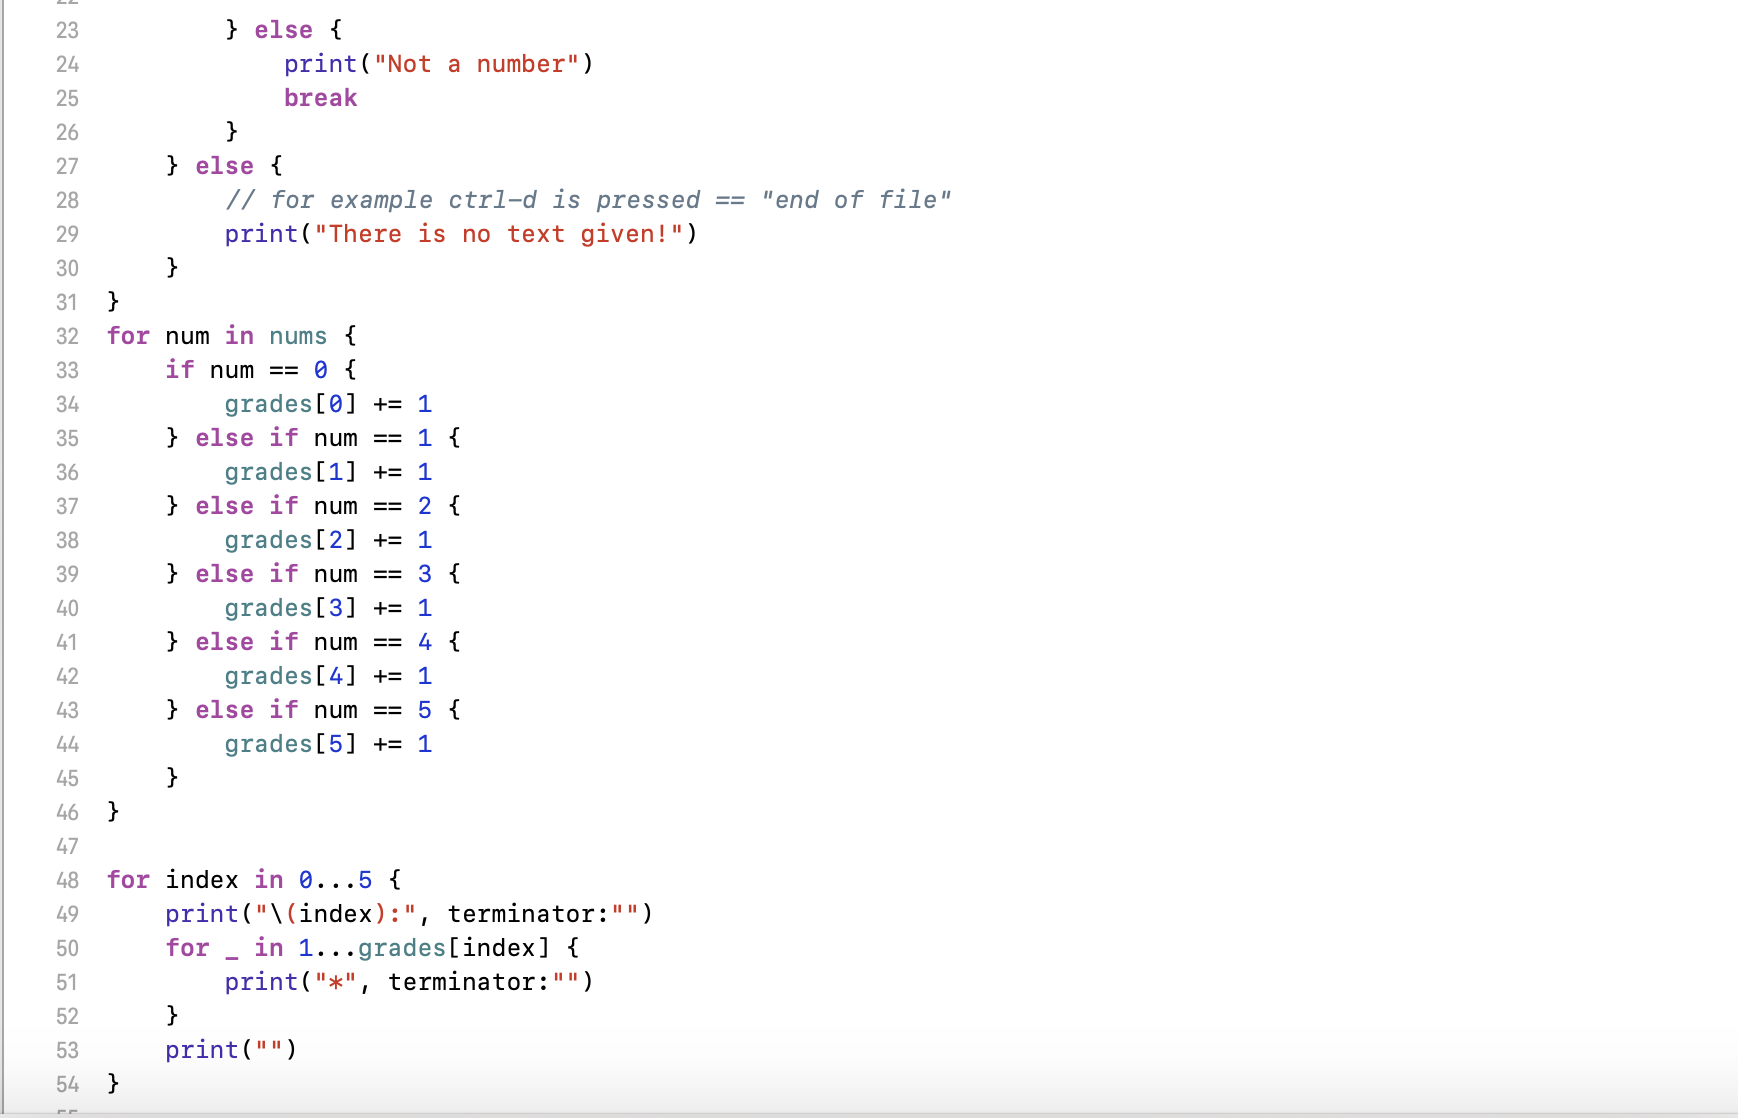 23 } else {
24 print("Not a number")
25 break
26 }
27 } else {
28 // for example ctrl-d is pressed == "end of file"
29 print("There is no text given!")
30 }
31 }
32 for num in nums {
33 if num == 0 {
34 grades[0] += 1
35 } else if num == 1 {
36 grades[1] += 1
37 } else if num == 2 {
38 grades[2] += 1
39 } else if num == 3 {
40 grades[3] += 1
41 } else if num == 4 {
42 grades[4] += 1
43 } else if num == 5 {
44 grades[5] += 1
45 }
46 }
47
48 for index in 0...5 {
49 print("\(index):", terminator:"")
50 for _ in 1...grades[index] {
51 print("*", terminator:"")
52 }
53 print("")
54 }